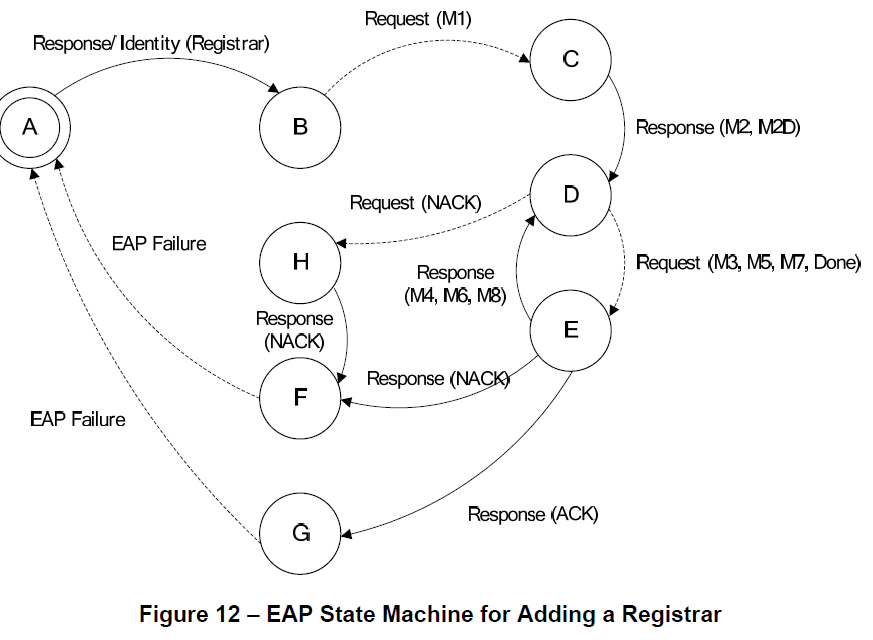 Request (M1)
Response/ Identity (Registrar)
C
A
B
Response (M2, M2D)
D
Request (NACK)
EAP Failure
H
Response
(M4, M6, M8)
Request (M3, M5, M7, Done)
Response
(NACK)
E
Response (NACK)
F
EAP Failure
Response (ACK)
G
Figure 12 – EAP State Machine for Adding a Registrar